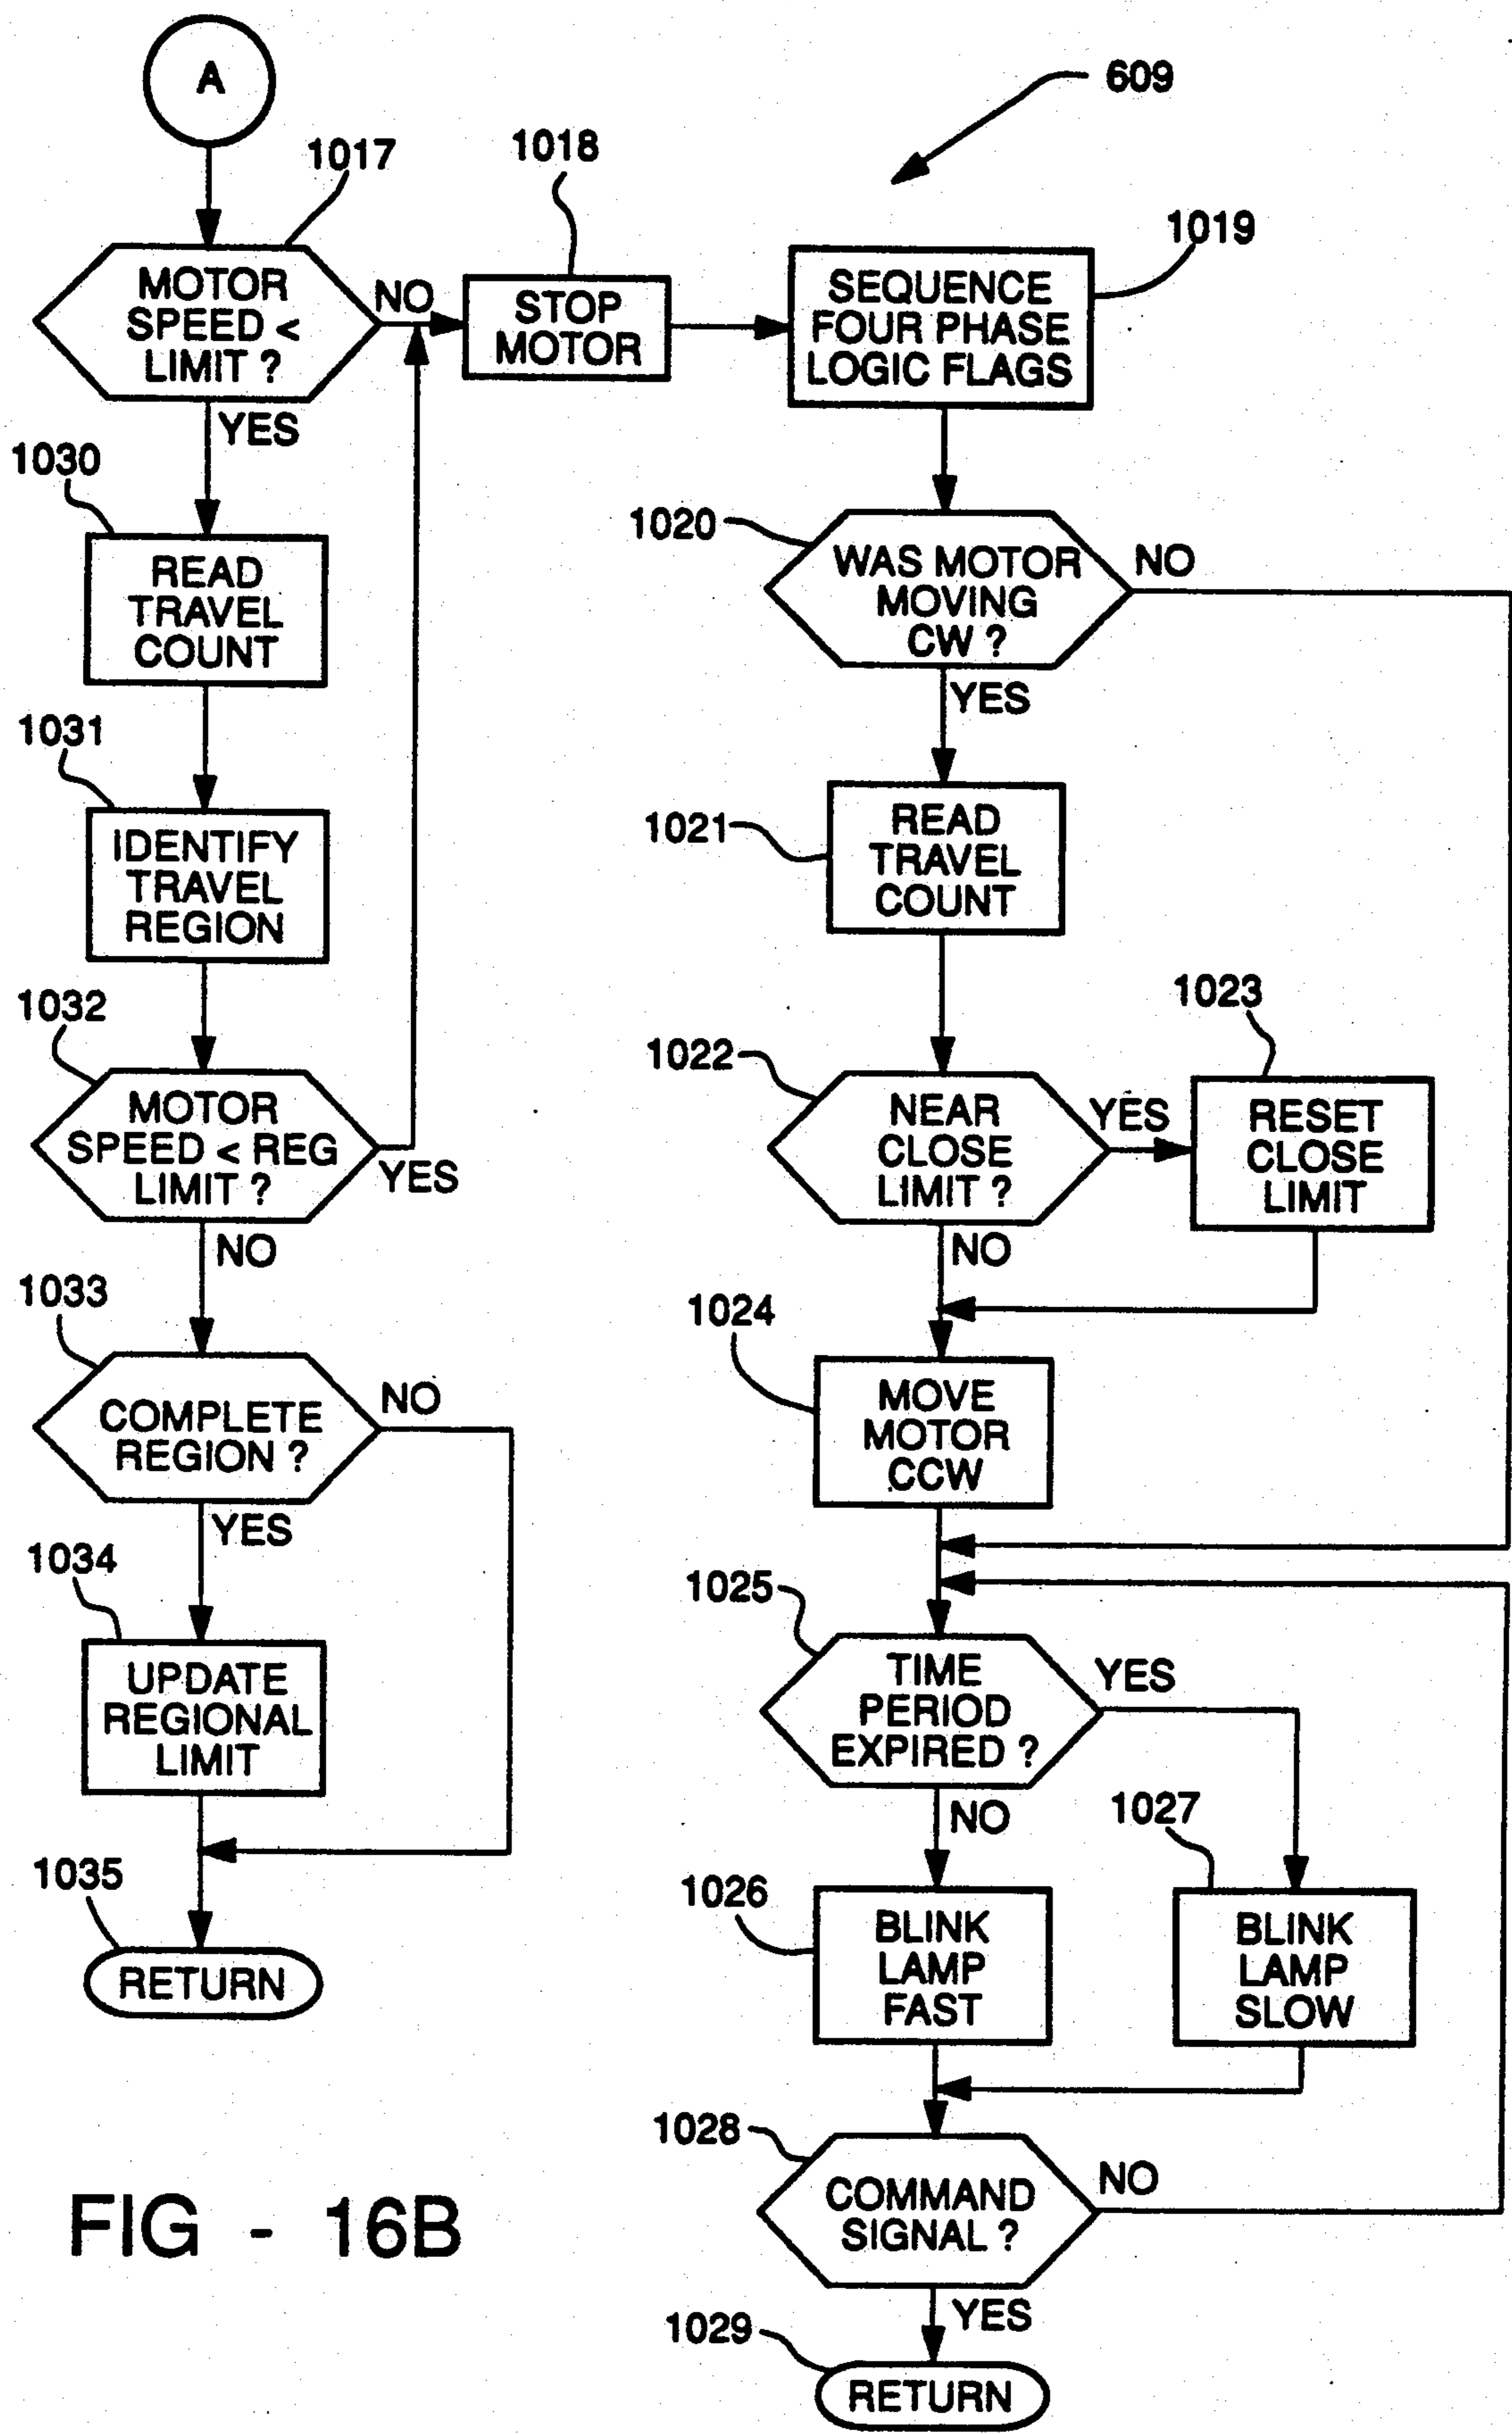 A
609
1017
1018
1019
MOTOR
SPEED <
LIMIT ?
NO
YES
STOP
MOTOR
SEQUENCE
FOUR PHASE
LOGIC FLAGS
1030
READ
TRAVEL
COUNT
1031
IDENTIFY
TRAVEL
REGION
1032
MOTOR
SPEED < REG
LIMIT ?
YES
NO
1033
COMPLETE
REGION ?
NO
YES
1034
UPDATE
REGIONAL
LIMIT
1035
RETURN
1020
WAS MOTOR
MOVING
CW ?
NO
YES
1021
READ
TRAVEL
COUNT
1022
NEAR
CLOSE
LIMIT ?
YES
NO
1023
RESET
CLOSE
LIMIT
1024
MOVE
MOTOR
CCW
1025
TIME
PERIOD
EXPIRED ?
YES
NO
1026
BLINK
LAMP
FAST
1027
BLINK
LAMP
SLOW
1028
COMMAND
SIGNAL ?
NO
YES
1029
RETURN
FIG - 16B